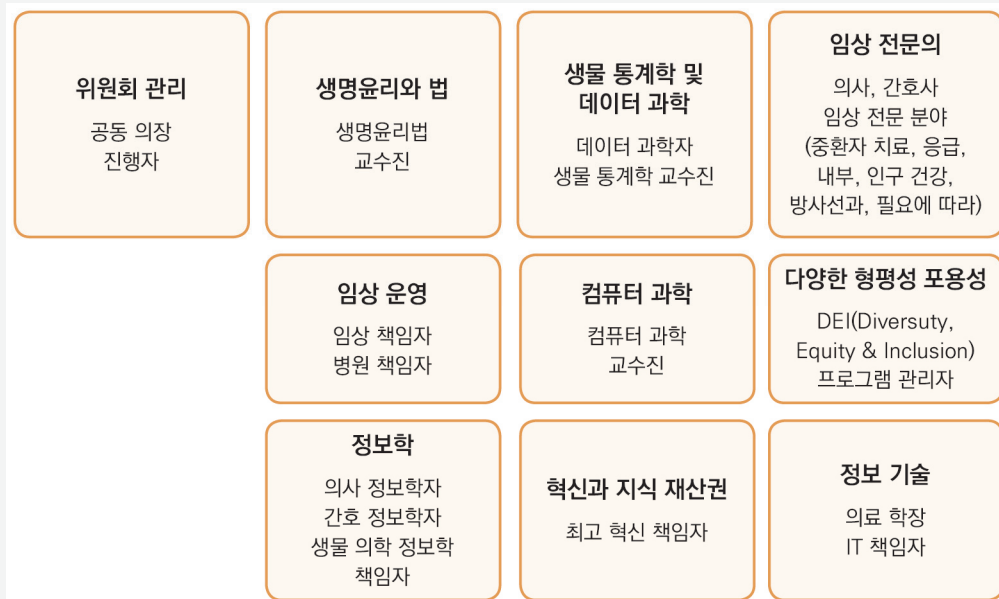 위원회 관리
공동 의장
진행자
생명윤리와 법
생명윤리법
교수진
생물 통계학 및
데이터 과학
데이터 과학자
생물 통계학 교수진
임상 전문의
의사, 간호사
임상 전문 분야
(중환자 치료, 응급,
내부, 인구 건강,
방사선과, 필요에 따라)
임상 운영
임상 책임자
병원 책임자
컴퓨터 과학
컴퓨터 과학
교수진
다양한 형평성 포용성
DEI(Diversuty,
Equity & Inclusion)
프로그램 관리자
정보학
의사 정보학자
간호 정보학자
생물 의학 정보학
책임자
혁신과 지식 재산권
최고 혁신 책임자
정보 기술
의료 학장
IT 책임자